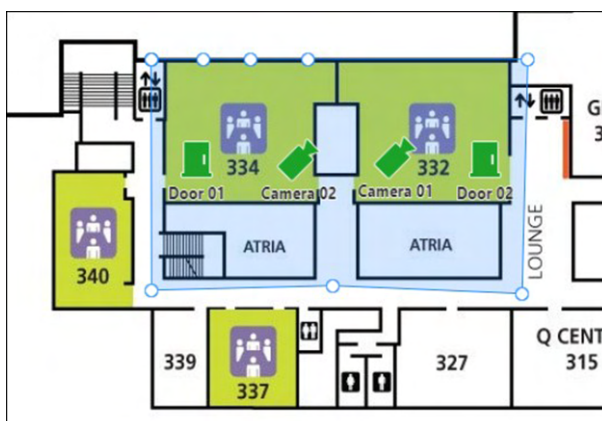 334
332
Door 01
Camera 02
Camera 01
Door 02
340
ATRIA
ATRIA
LOUNGE
339
337
327
Q CENT
315
G
3